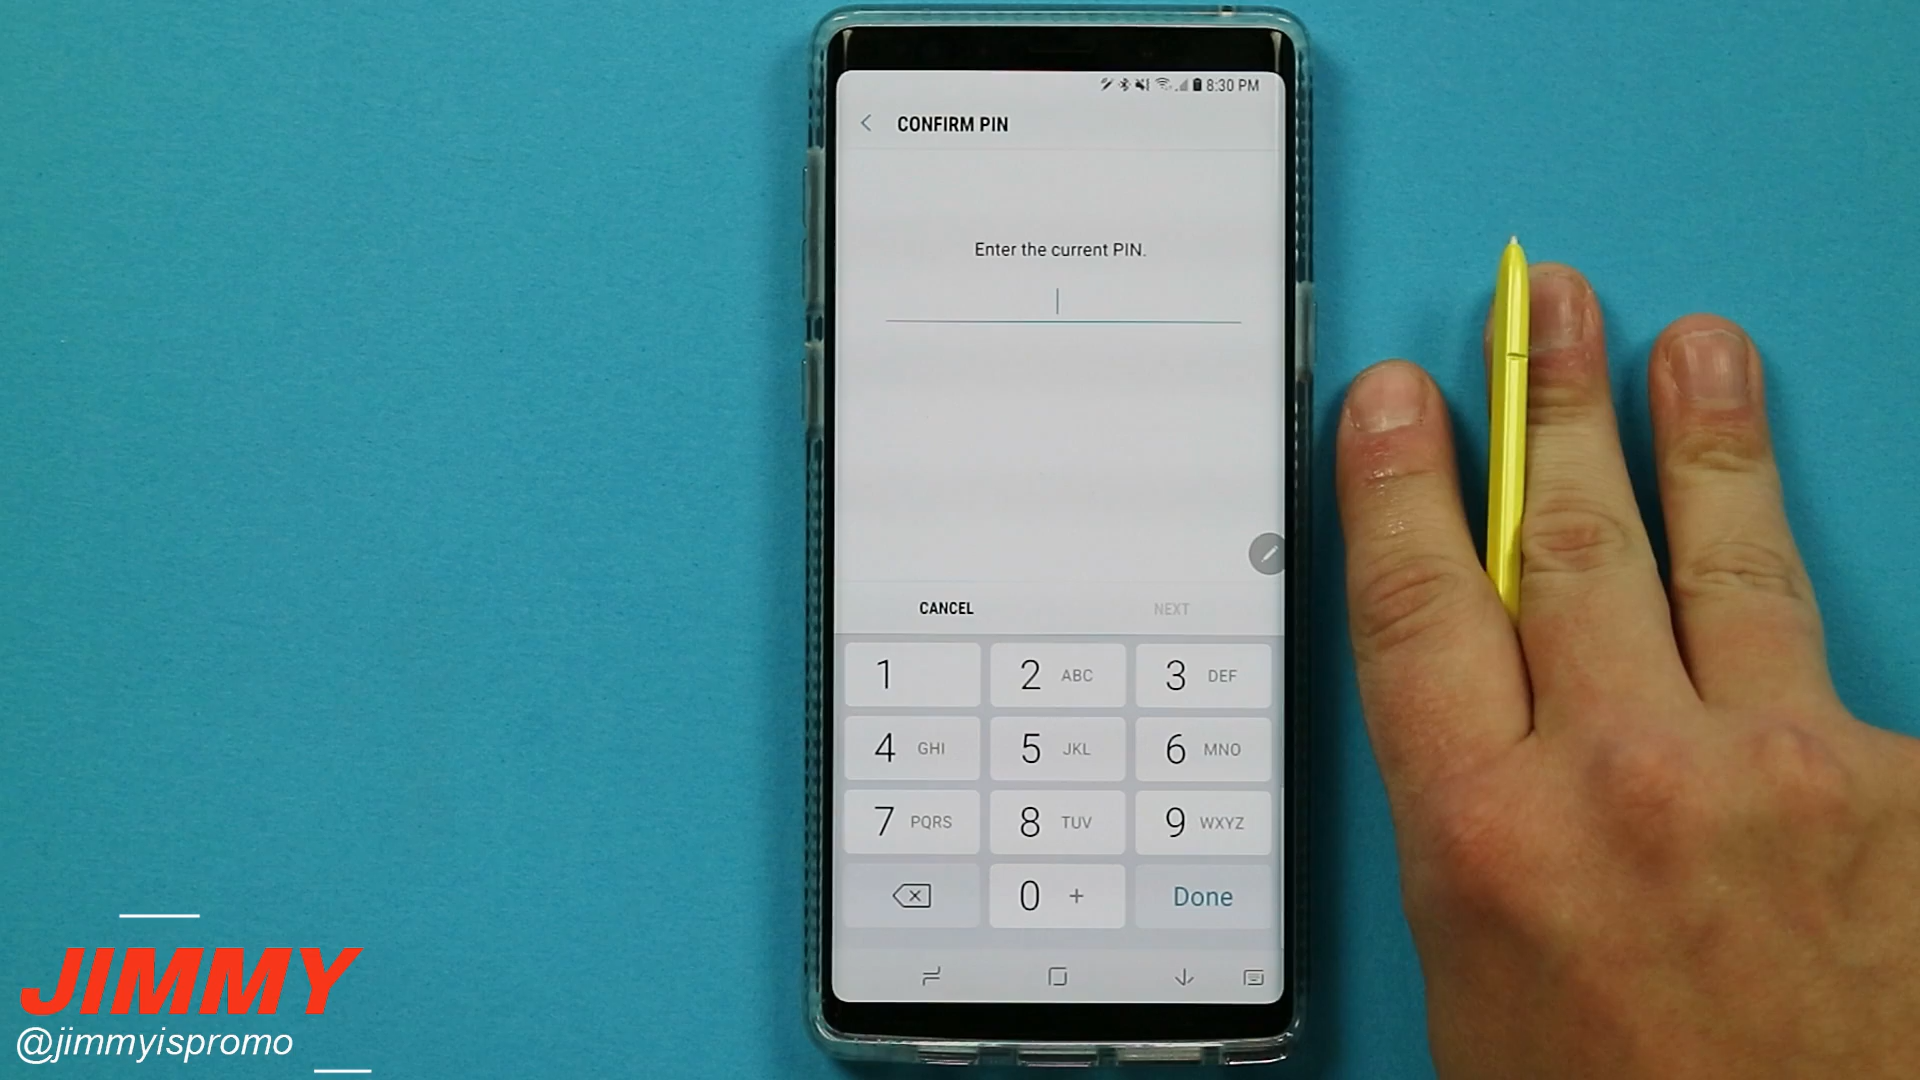 8:30 PM
CONFIRM PIN
Enter the current PIN.
CANCEL NEXT
1 2 ABC 3 DEF
4 GHI 5 JKL 6 MNO
7 PQRS 8 TUV 9 WXYZ
0 + Done
JIMMY
@jimmyispromo